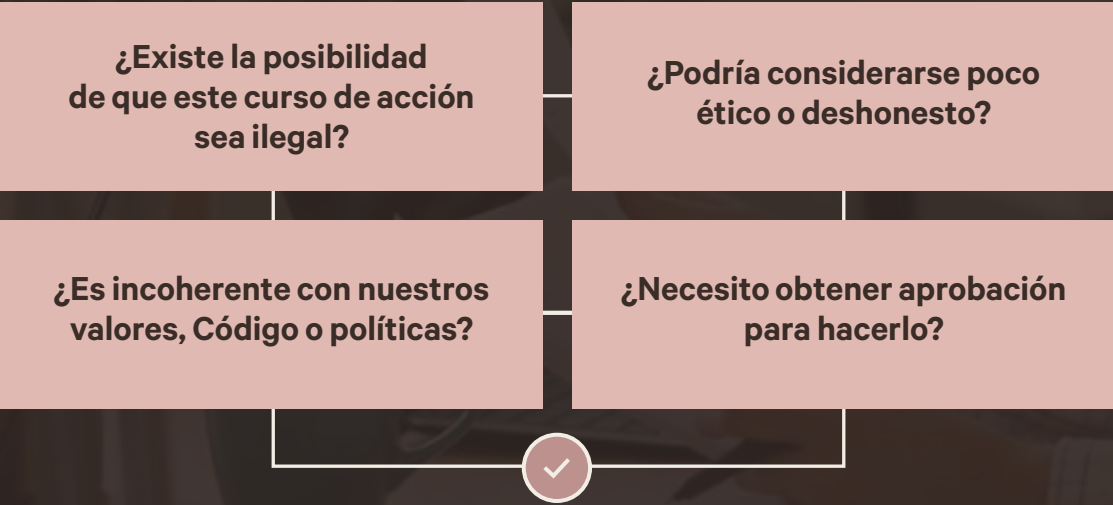 ¿Existe la posibilidad
de que este curso de acción
sea ilegal?
¿Podría considerarse poco
ético o deshonesto?
¿Es incoherente con nuestros
valores, Código o políticas?
¿Necesito obtener aprobación
para hacerlo?